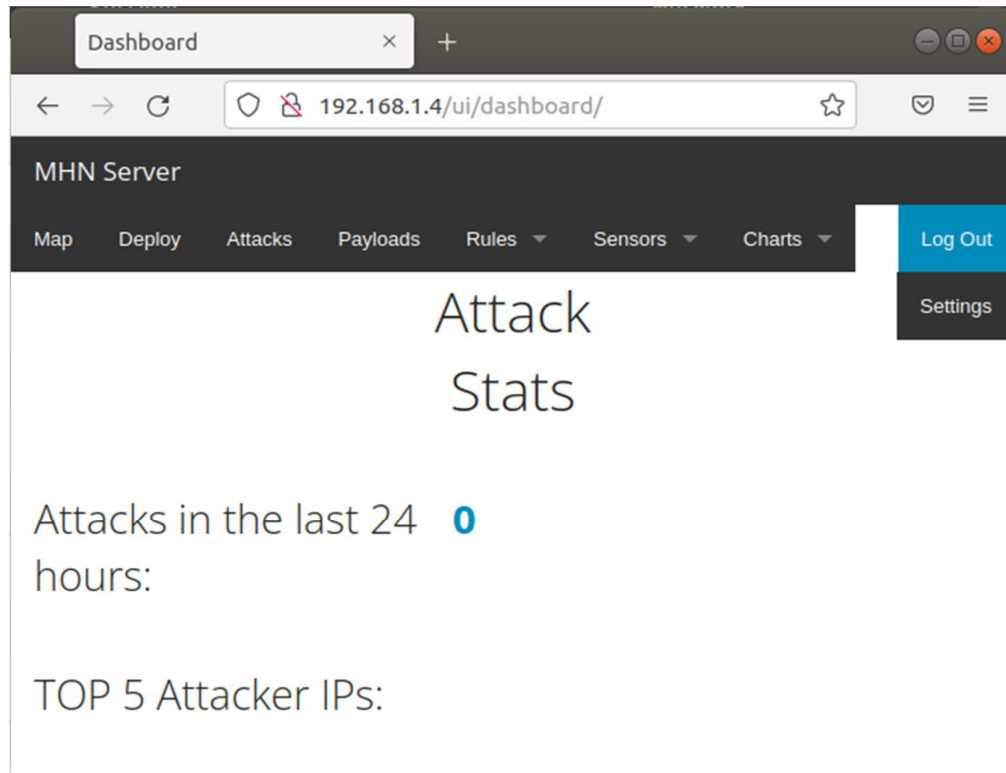 Dashboard
192.168.1.4/ui/dashboard/
MHN Server
Map Deploy Attacks Payloads Rules Sensors Charts Log Out
Settings
Attack
Stats
Attacks in the last 24 0
hours:
TOP 5 Attacker IPs: